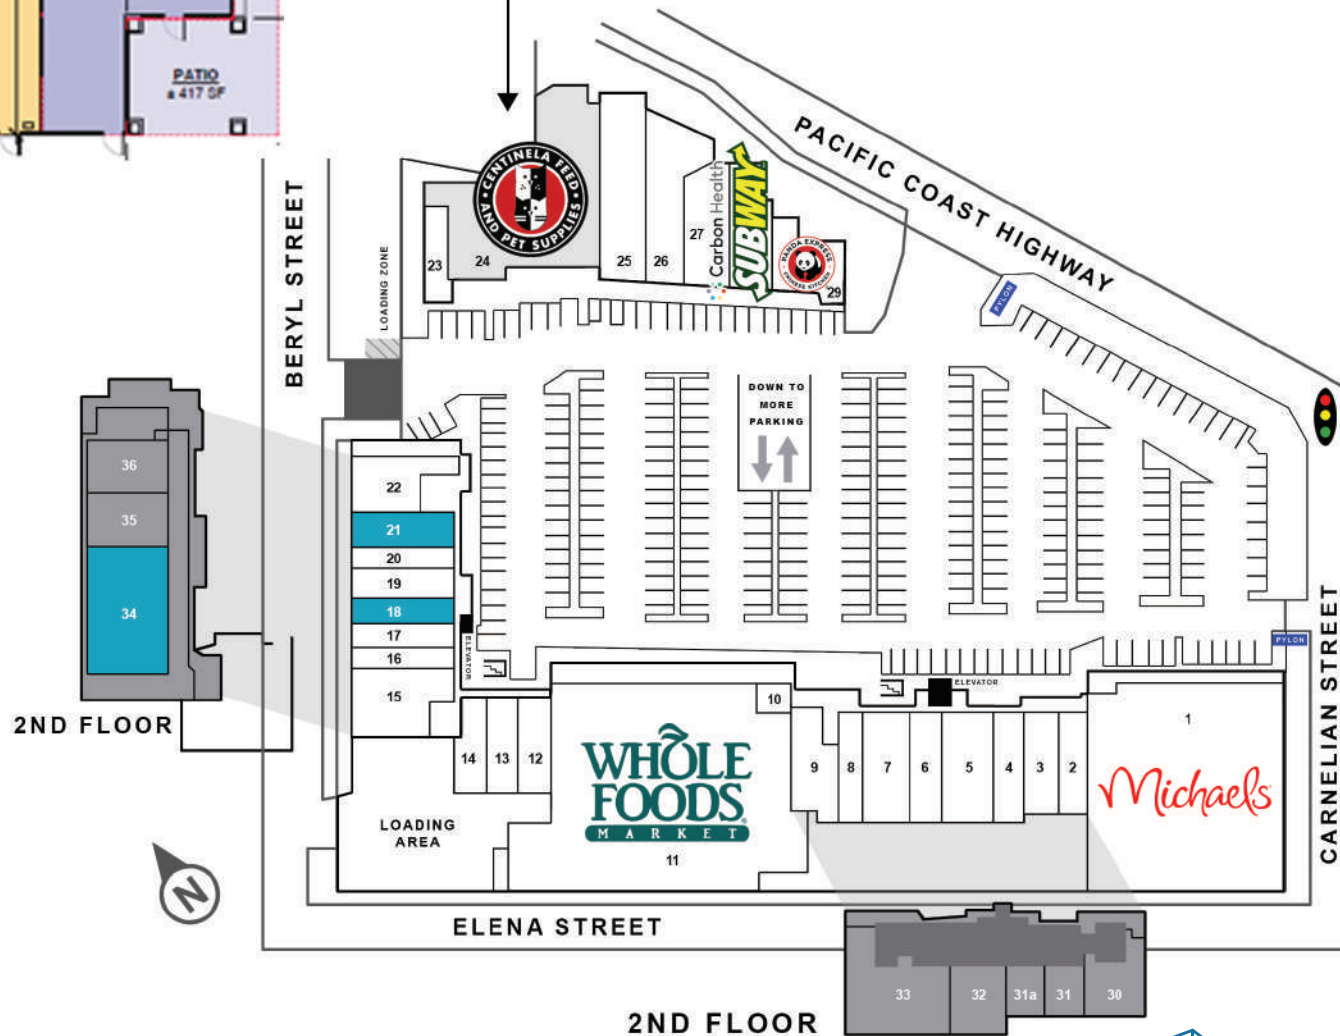 PATIO
± 417 SF
PACIFIC COAST HIGHWAY
BERYL STREET
LOADING ZONE
CENTINELA FEED
AND PET SUPPLIES
23
24
25
26
27
Carbon Health
SUBWAY
PANDA EXPRESS
CHINESE KITCHEN
29
PYLON
DOWN TO
MORE
PARKING
36
35
34
2ND FLOOR
22
21
20
19
18
17
16
15
ELEVATOR
14
13
12
10
WHOLE
FOODS
MARKET
11
ELEVATOR
9
8
7
6
5
4
3
2
1
Michaels
PYLON
CARNELIAN STREET
LOADING
AREA
N
ELENA STREET
33
32
31a
31
30
2ND FLOOR